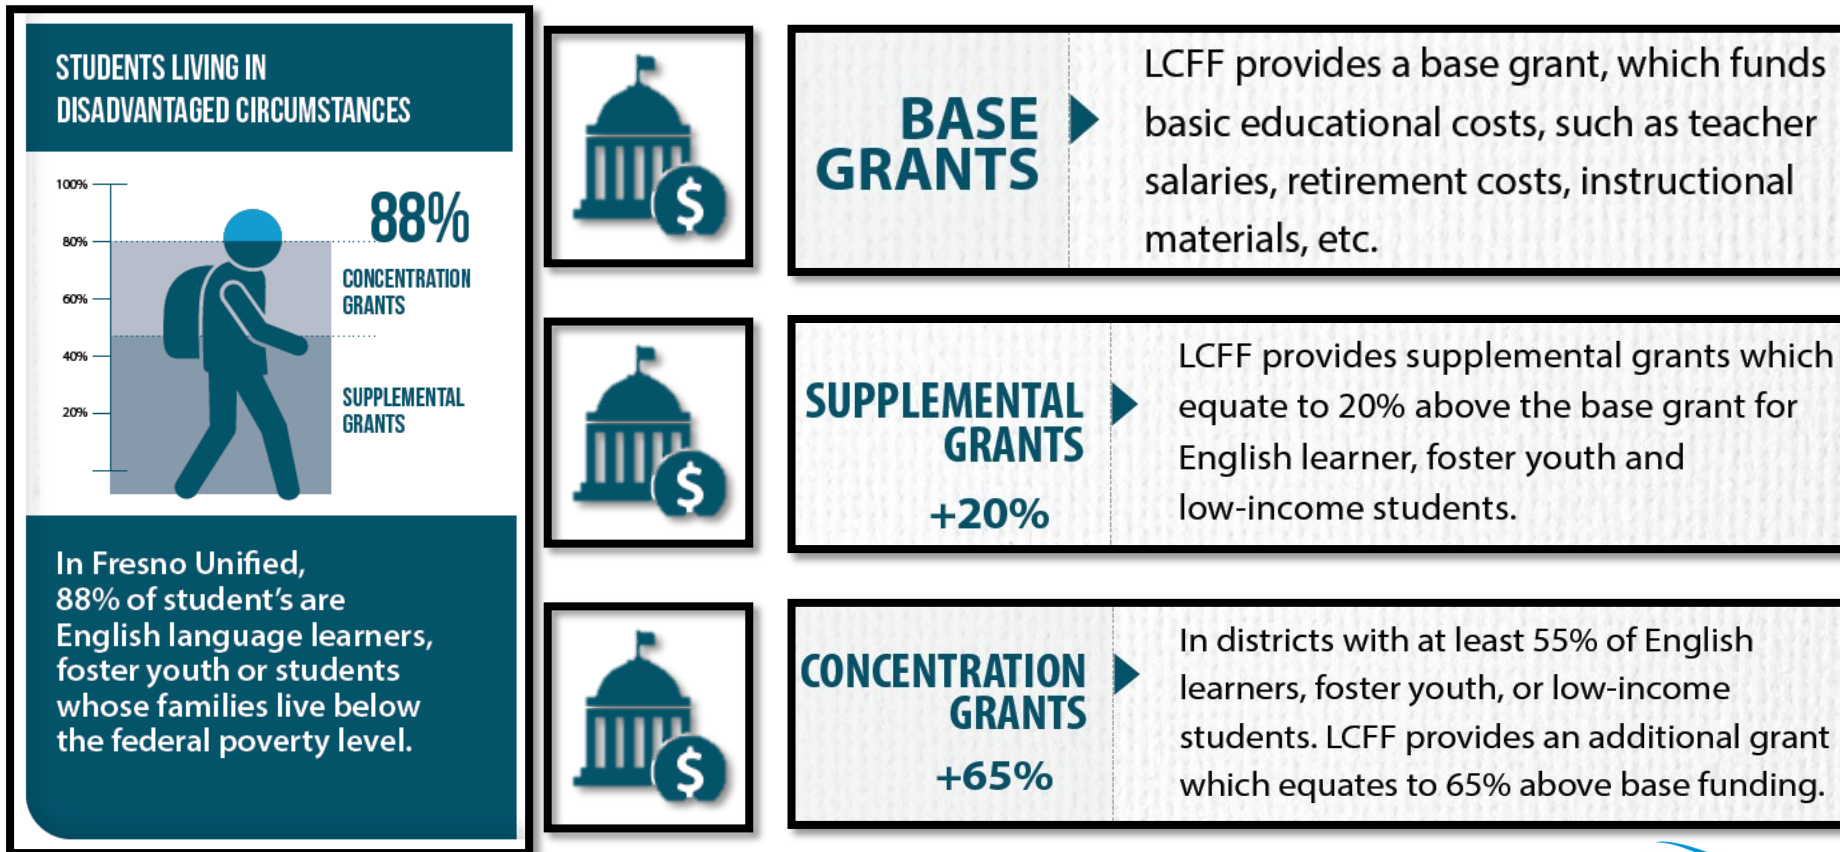 STUDENTS LIVING IN
DISADVANTAGED CIRCUMSTANCES
100%
80%
60%
40%
20%
88%
CONCENTRATION
GRANTS
SUPPLEMENTAL
GRANTS
In Fresno Unified,
88% of student's are
English language learners,
foster youth or students
whose families live below
the federal poverty level.
$
BASE
GRANTS
LCFF provides a base grant, which funds
basic educational costs, such as teacher
salaries, retirement costs, instructional
materials, etc.
$
SUPPLEMENTAL
GRANTS
+20%
LCFF provides supplemental grants which
equate to 20% above the base grant for
English learner, foster youth and
low-income students.
$
CONCENTRATION
GRANTS
+65%
In districts with at least 55% of English
learners, foster youth, or low-income
students. LCFF provides an additional grant
which equates to 65% above base funding.